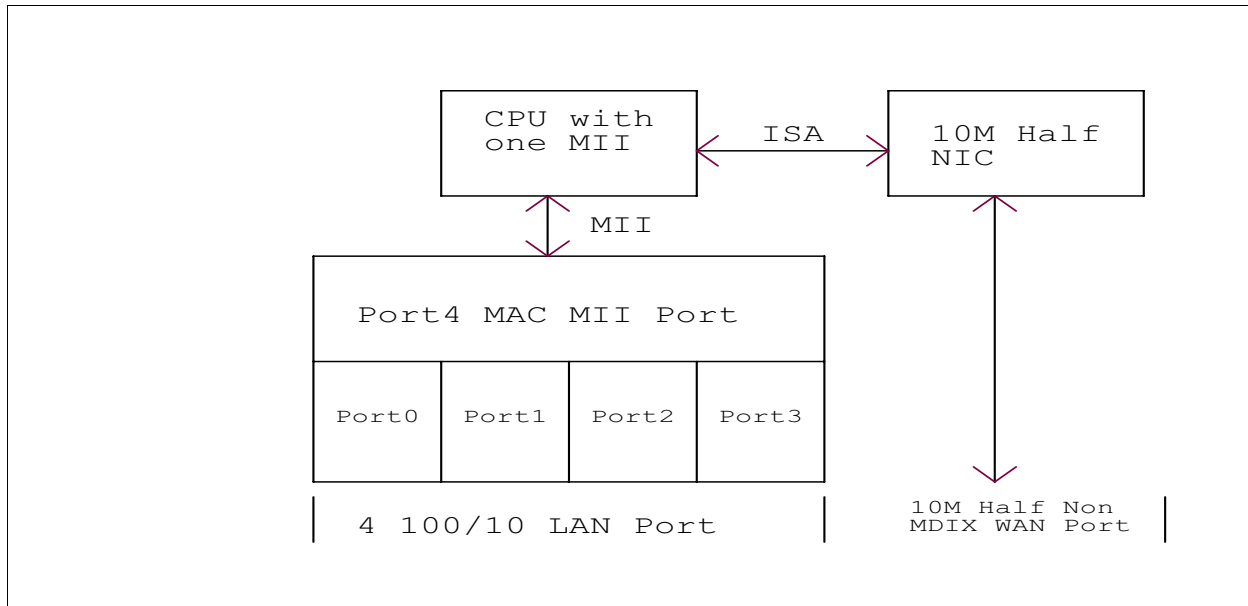 CPU with
one MII
ISA
10M Half
NIC
MII
Port4 MAC MII Port
Port0
Port1
Port2
Port3
4 100/10 LAN Port
10M Half Non
MDIX WAN Port